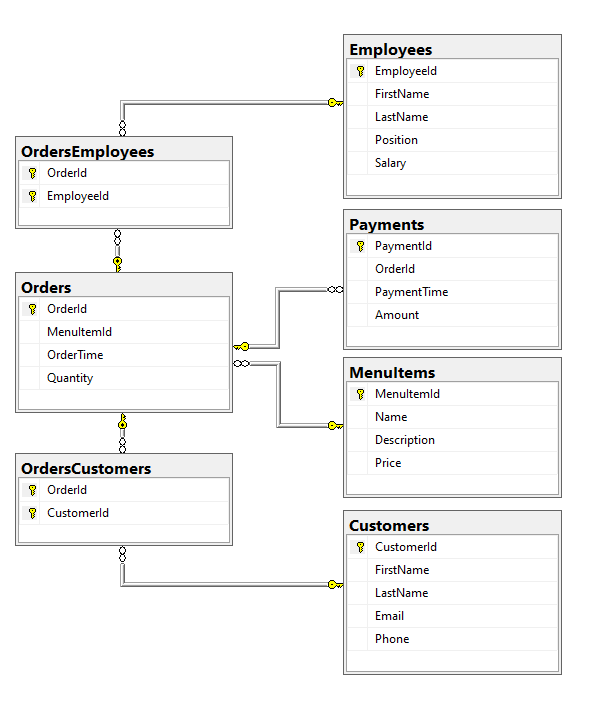 Employees
EmployeeId
FirstName
LastName
Position
Salary
OrdersEmployees
OrderId
EmployeeId
Payments
PaymentId
OrderId
PaymentTime
Amount
Orders
OrderId
MenuItemId
OrderTime
Quantity
MenuItems
MenuItemId
Name
Description
Price
OrdersCustomers
OrderId
CustomerId
Customers
CustomerId
FirstName
LastName
Email
Phone